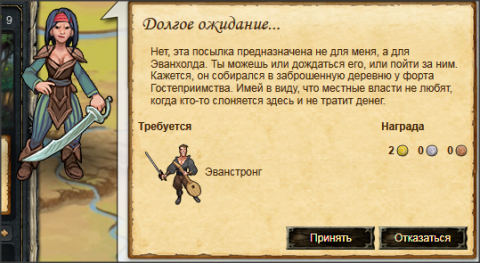 9
Долгое ожидание...
Нет, эта посылка предназначена не для меня, а для
Эванхолда. Ты можешь или дождаться его, или пойти за ним.
Кажется, он собирался в заброшенную деревню у форта
Гостеприимства. Имей в виду, что местные власти не любят,
когда кто-то слоняется здесь и не тратит денег.
Требуется Награда
2 0 0
Эванстронг
Принять Отказаться